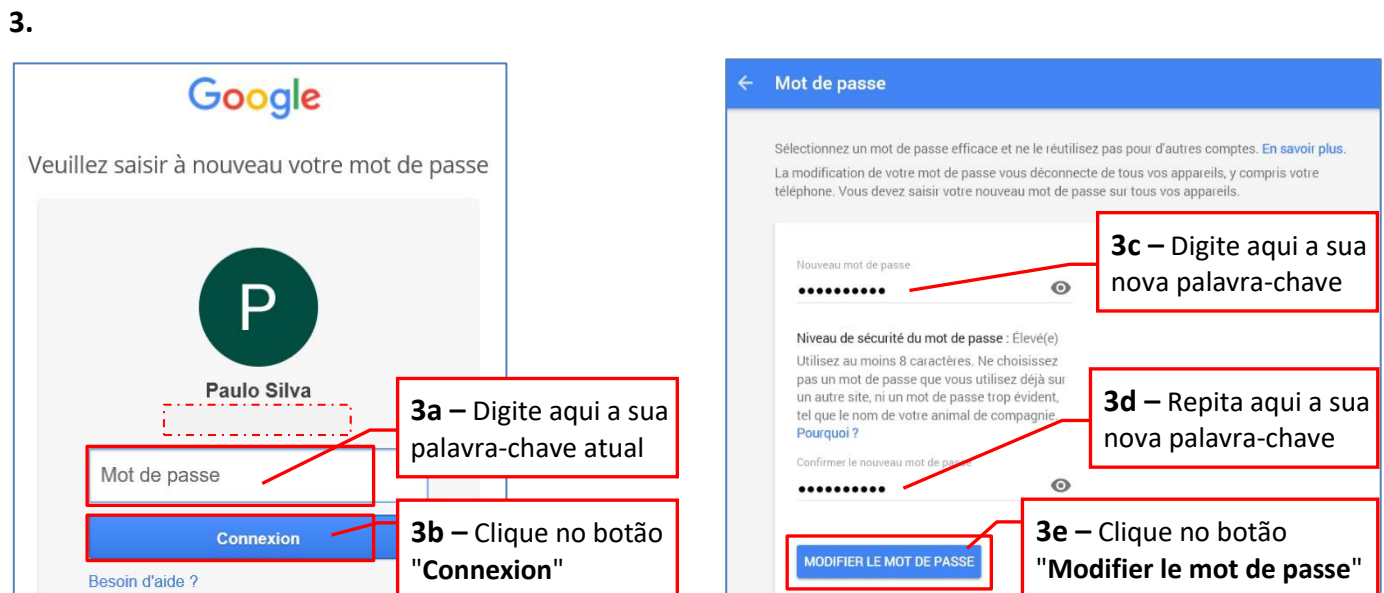 3.
Google
Veuillez saisir à nouveau votre mot de passe
P
Paulo Silva
3a – Digite aqui a sua
palavra-chave atual
Mot de passe
Connexion
3b – Clique no botão
"Connexion"
Besoin d'aide ?
Mot de passe
Sélectionnez un mot de passe efficace et ne le réutilisez pas pour d'autres comptes. En savoir plus.
La modification de votre mot de passe vous déconnecte de tous vos appareils, y compris votre
téléphone. Vous devez saisir votre nouveau mot de passe sur tous vos appareils.
3c – Digite aqui a sua
nova palavra-chave
Nouveau mot de passe
••••••••••
Niveau de sécurité du mot de passe : Élevé(e)
Utilisez au moins 8 caractères. Ne choisissez
pas un mot de passe que vous utilisez déjà sur
un autre site, ni un mot de passe trop évident,
tel que le nom de votre animal de compagnie.
Pourquoi ?
3d – Repita aqui a sua
nova palavra-chave
Confirmer le nouveau mot de passe
••••••••••
3e – Clique no botão
"Modifier le mot de passe"
MODIFIER LE MOT DE PASSE